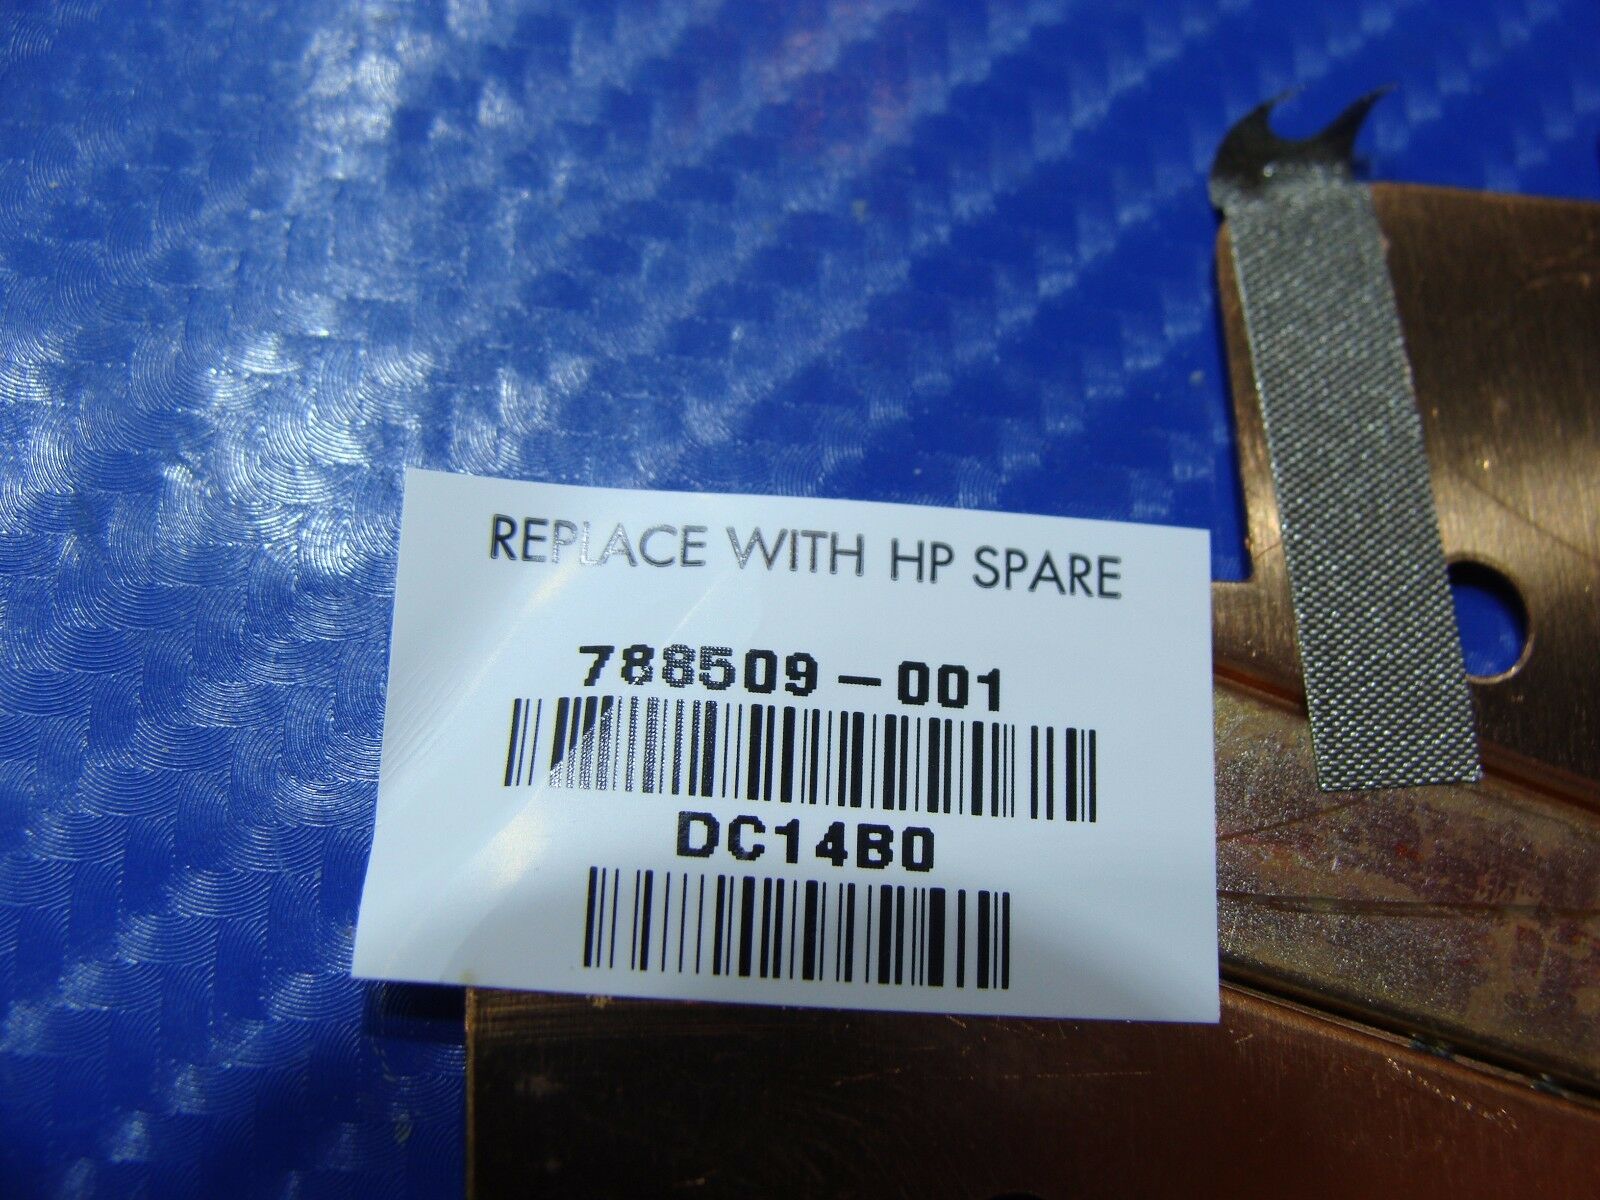 REPLACE WITH HP SPARE
788509-001
DC14B0